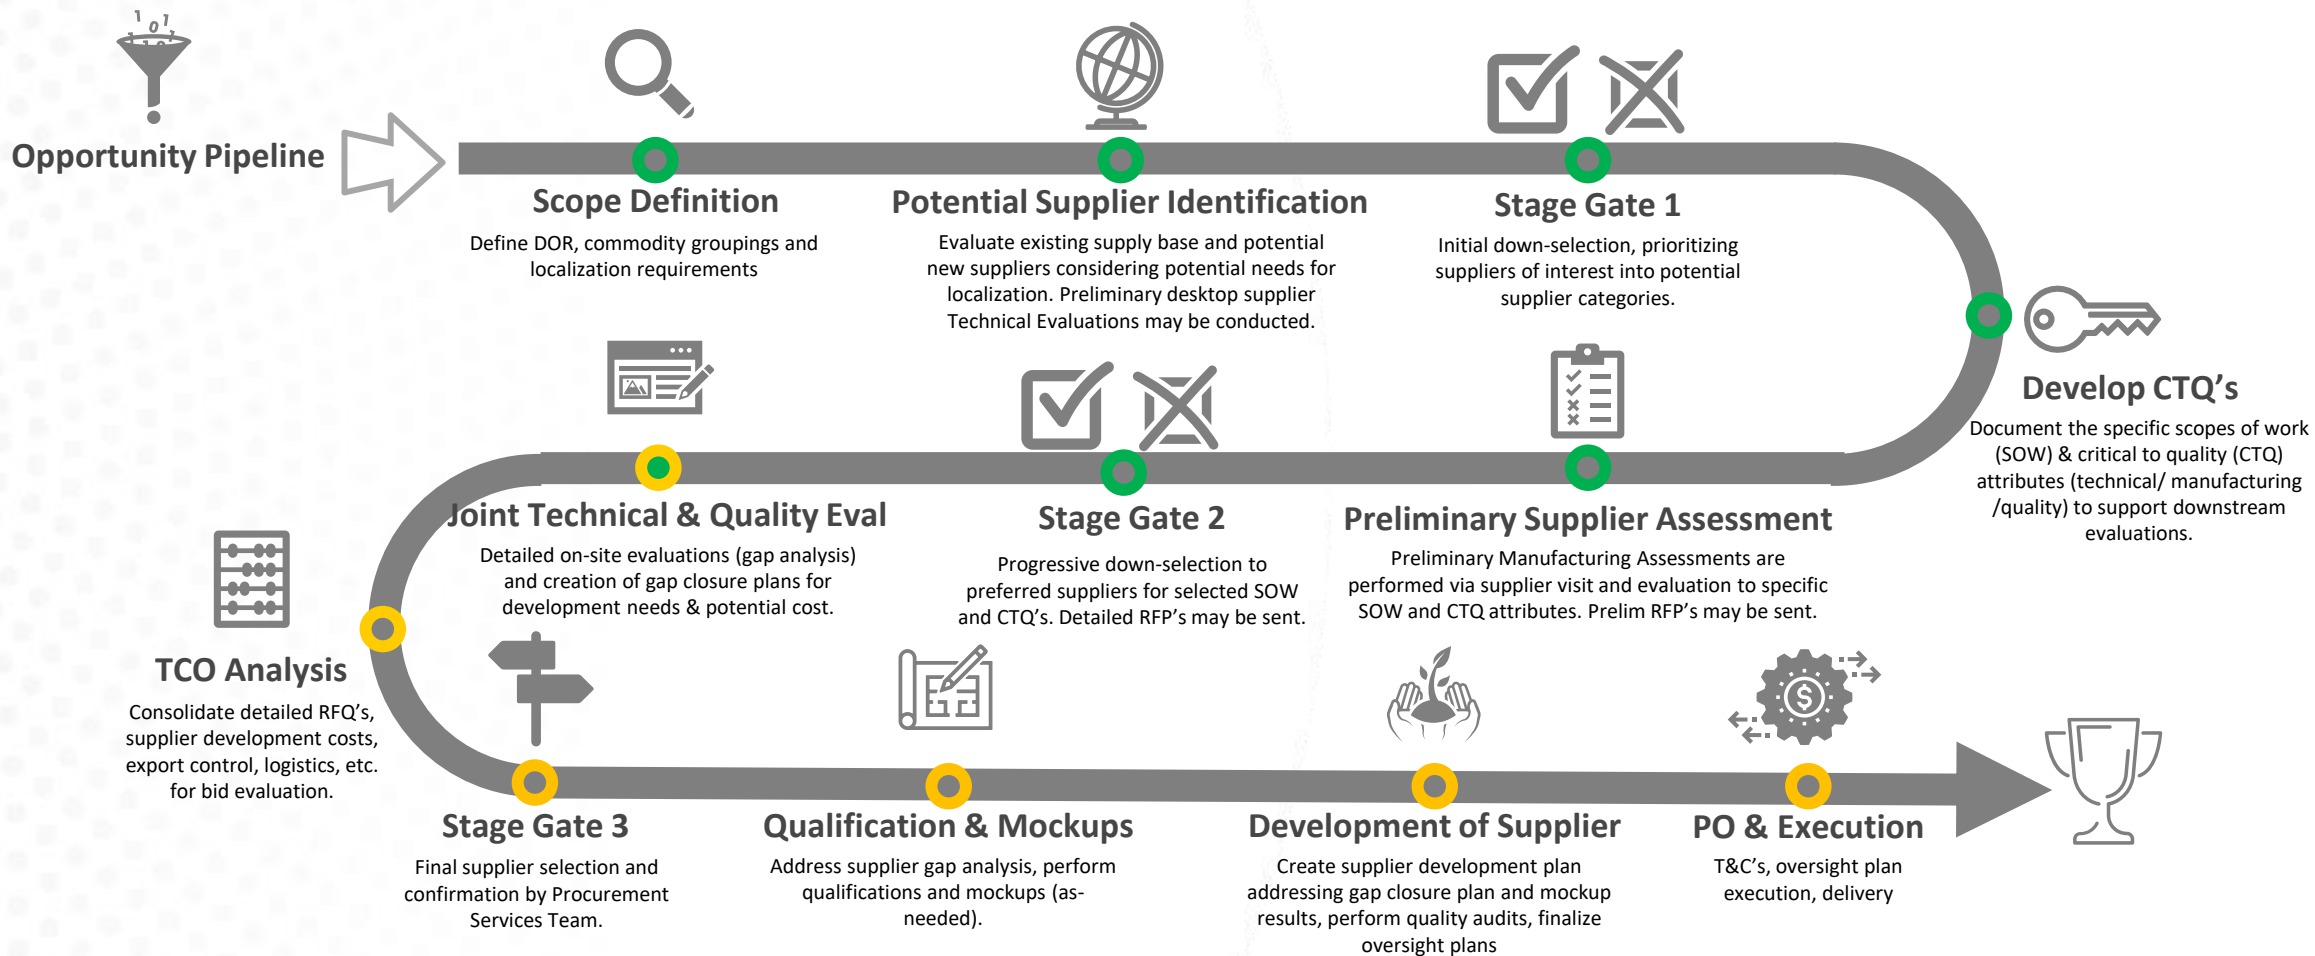 Opportunity Pipeline
Scope Definition
Define DOR, commodity groupings and
localization requirements
Potential Supplier Identification
Evaluate existing supply base and potential
new suppliers considering potential needs for
localization. Preliminary desktop supplier
Technical Evaluations may be conducted.
Stage Gate 1
Initial down-selection, prioritizing
suppliers of interest into potential
supplier categories.
Develop CTQ’s
Document the specific scopes of work
(SOW) & critical to quality (CTQ)
attributes (technical/ manufacturing
/quality) to support downstream
evaluations.
Preliminary Supplier Assessment
Preliminary Manufacturing Assessments are
performed via supplier visit and evaluation to specific
SOW and CTQ attributes. Prelim RFP’s may be sent.
Stage Gate 2
Progressive down-selection to
preferred suppliers for selected SOW
and CTQ’s. Detailed RFP’s may be sent.
Joint Technical & Quality Eval
Detailed on-site evaluations (gap analysis)
and creation of gap closure plans for
development needs & potential cost.
TCO Analysis
Consolidate detailed RFQ’s,
supplier development costs,
export control, logistics, etc.
for bid evaluation.
Stage Gate 3
Final supplier selection and
confirmation by Procurement
Services Team.
Qualification & Mockups
Address supplier gap analysis, perform
qualifications and mockups (as-
needed).
Development of Supplier
Create supplier development plan
addressing gap closure plan and mockup
results, perform quality audits, finalize
oversight plans
PO & Execution
T&C’s, oversight plan
execution, delivery